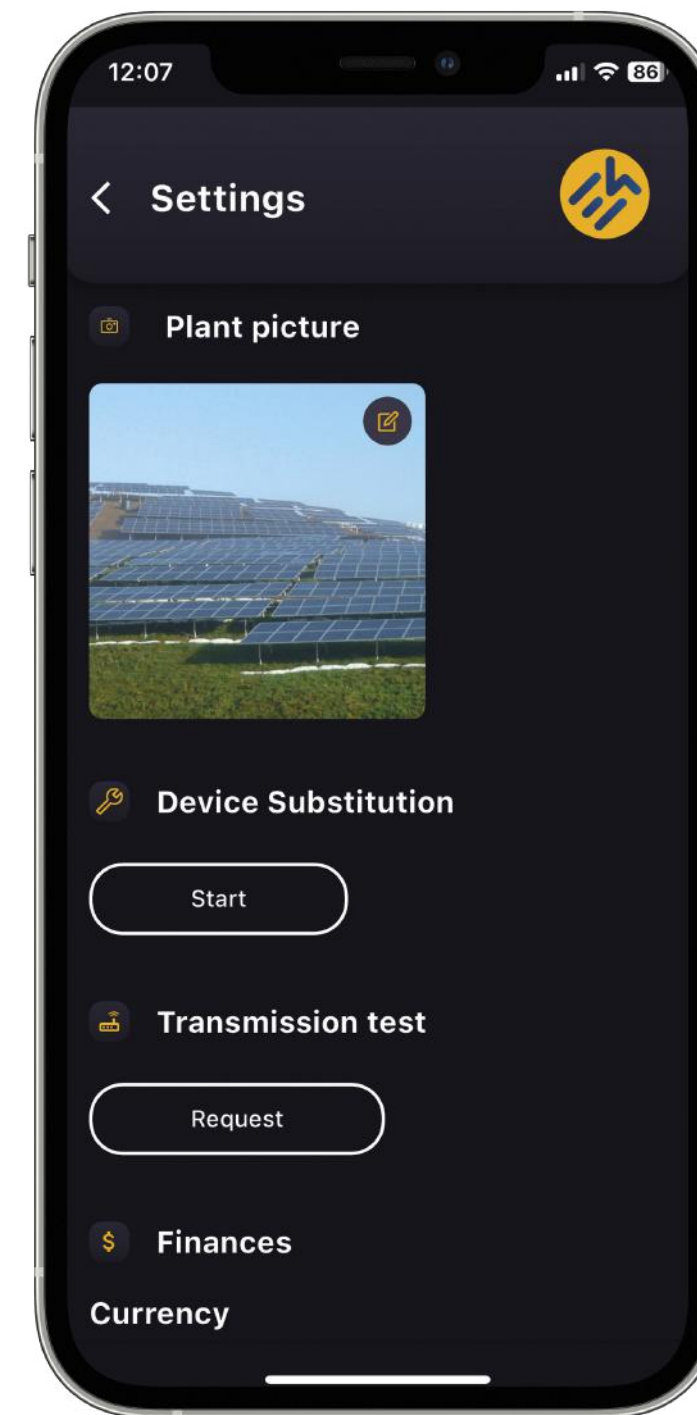 12:07
86
Settings
Plant picture
Device Substitution
Start
Transmission test
Request
$ Finances
Currency